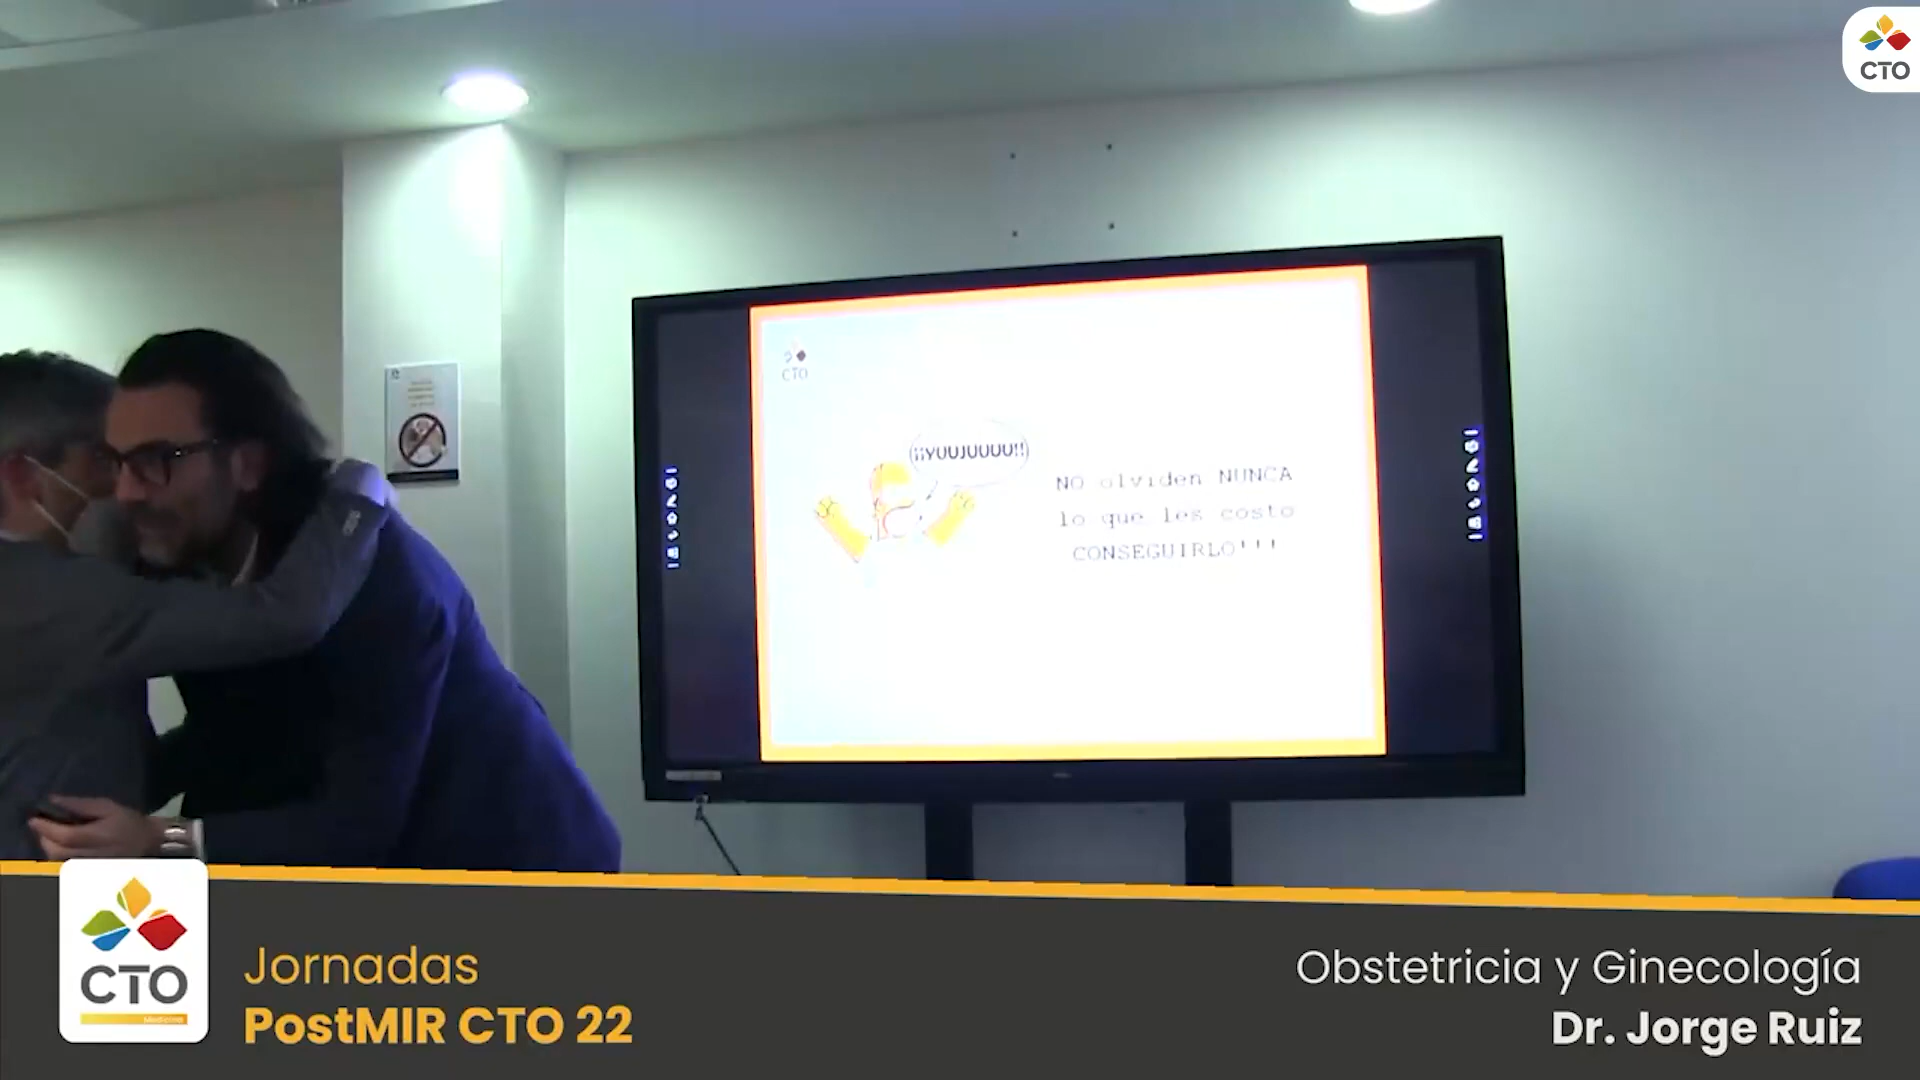 CTO
CTO
¡¡YUUJUUUU!!
NO olviden NUNCA
lo que les costo
CONSEGUIRLO!!!
CTO
Medicina
Jornadas
PostMIR CTO 22
Obstetricia y Ginecología
Dr. Jorge Ruiz